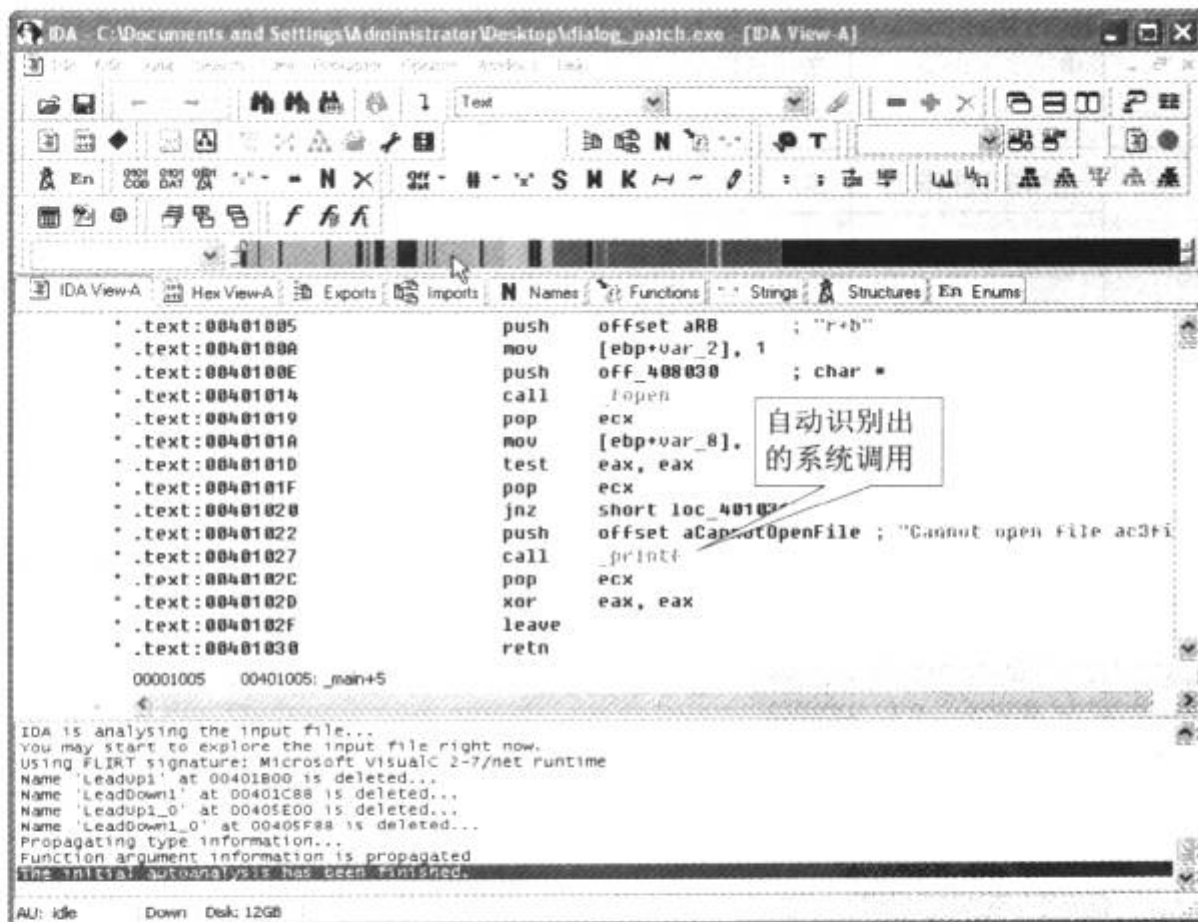 IDA - C:\Documents and Settings\Administrator\Desktop\dialog_patch.exe - [IDA View-A]
Text
En
N
S M K
IDA View-A Hex View-A Exports Imports N Names Functions Strings Structures En Enums
.text:00401005 push offset aRB ; "r+b"
.text:0040100A mov [ebp+var_2], 1
.text:0040100E push off_408030 ; char *
.text:00401014 call _fopen
.text:00401019 pop ecx
.text:0040101A mov [ebp+var_8],
.text:0040101D test eax, eax
.text:0040101F pop ecx
.text:00401020 jnz short
.text:00401022 push offset aCannotOpenFile ; "Cannot open file ac3fi
.text:00401027 call _printf
.text:0040102C pop ecx
.text:0040102D xor eax, eax
.text:0040102F leave
.text:00401030 retn
自动识别出
的系统调用
00001005 00401005: _main+5
IDA is analysing the input file...
You may start to explore the input file right now.
Using FLIRT signature: Microsoft VisualC 2-7/net runtime
Name 'LeadUp1' at 00401B00 is deleted...
Name 'LeadDown1' at 00401C88 is deleted...
Name 'LeadUp1_0' at 00405E00 is deleted...
Name 'LeadDown1_0' at 00405F88 is deleted...
Propagating type information...
Function argument information is propagated
The initial autoanalysis has been finished.
AU: idle Down Disk: 12GB